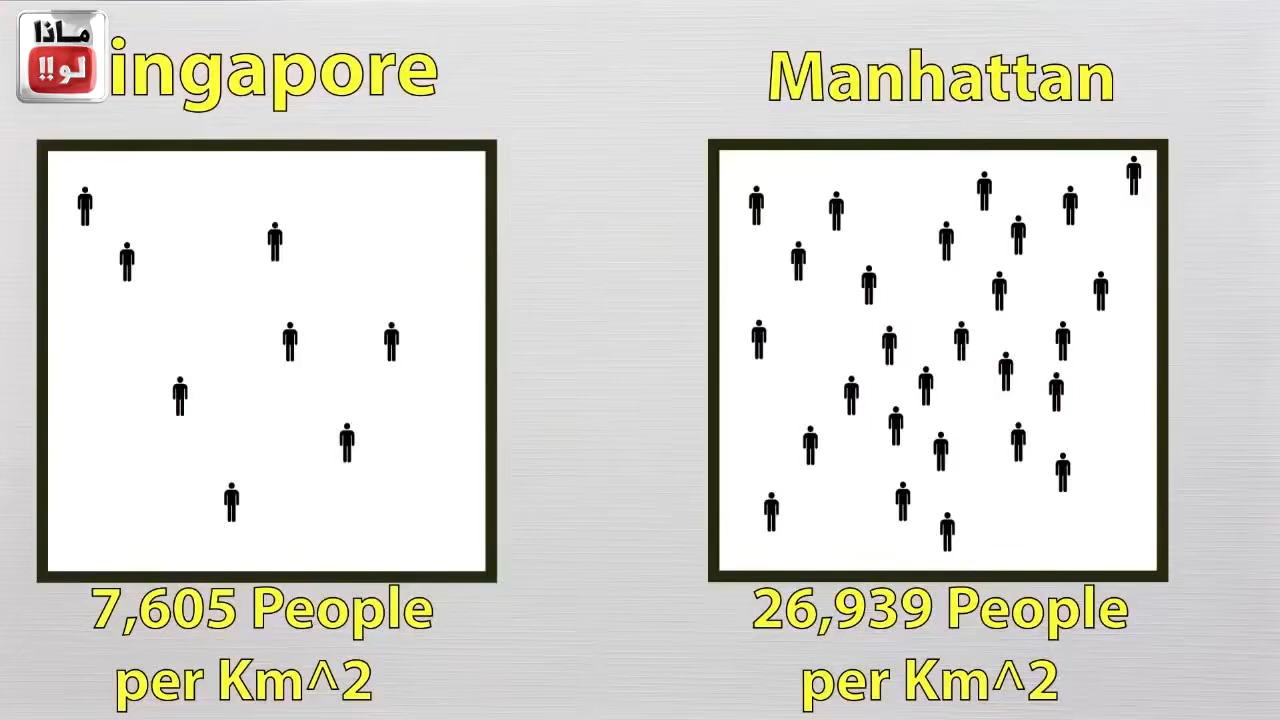 ماذا
لو!!
ingapore
Manhattan
7,605 People
per Km^2
26,939 People
per Km^2